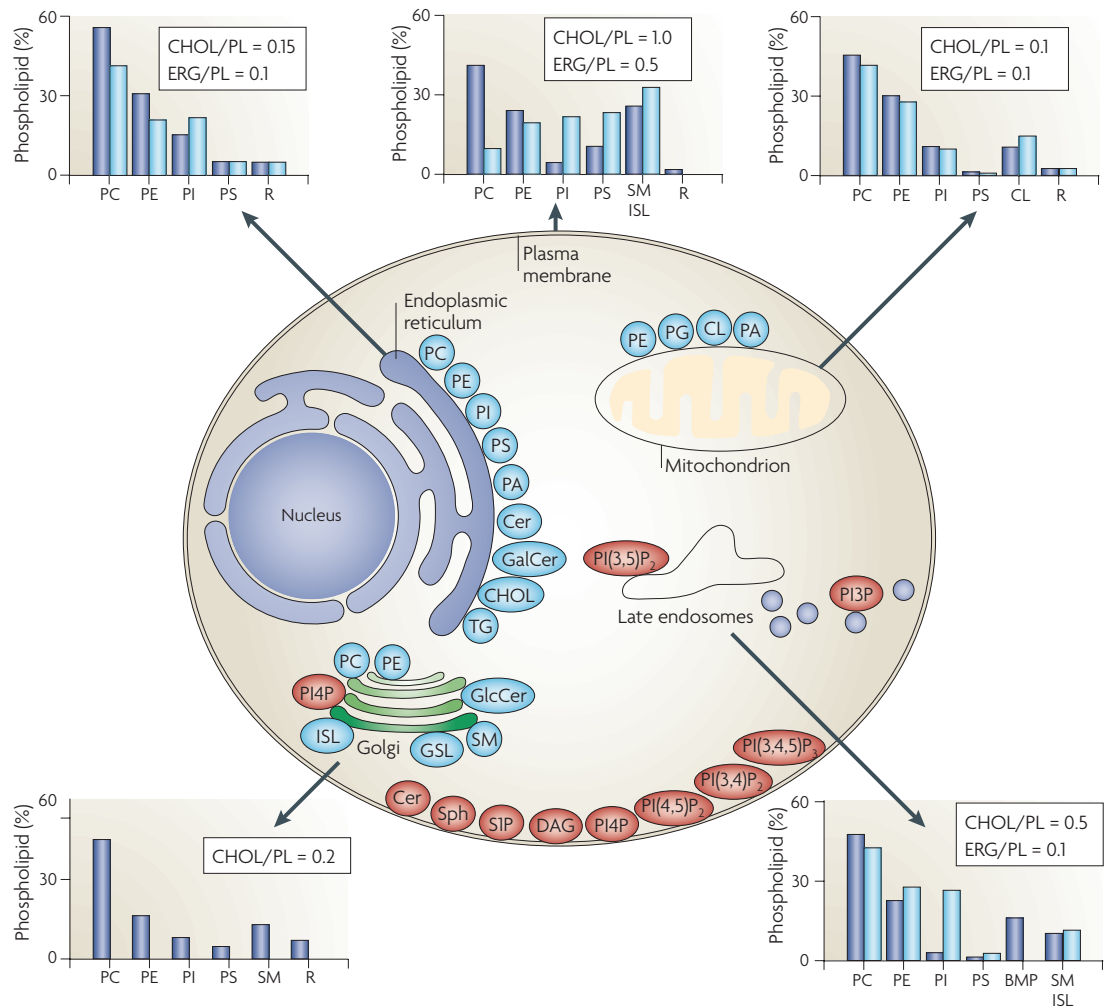 Phospholipid (%)
60
30
0
CHOL/PL = 0.15
ERG/PL = 0.1
PC PE PI PS R
Phospholipid (%)
60
30
0
CHOL/PL = 1.0
ERG/PL = 0.5
PC PE PI PS SM R
ISL
Phospholipid (%)
60
30
0
CHOL/PL = 0.1
ERG/PL = 0.1
PC PE PI PS CL R
Plasma
membrane
Endoplasmic
reticulum
PC
PE
PI
PS
PA
Cer
GalCer
CHOL
TG
Nucleus
PE PG CL PA
Mitochondrion
PI(3,5)P2
Late endosomes
PI3P
PC PE
PI4P
GlcCer
ISL
Golgi
GSL
SM
Cer
Sph
S1P
DAG
PI4P
PI(4,5)P2
PI(3,4)P2
PI(3,4,5)P3
Phospholipid (%)
60
30
0
CHOL/PL = 0.2
PC PE PI PS SM R
Phospholipid (%)
60
30
0
CHOL/PL = 0.5
ERG/PL = 0.1
PC PE PI PS BMP SM
ISL